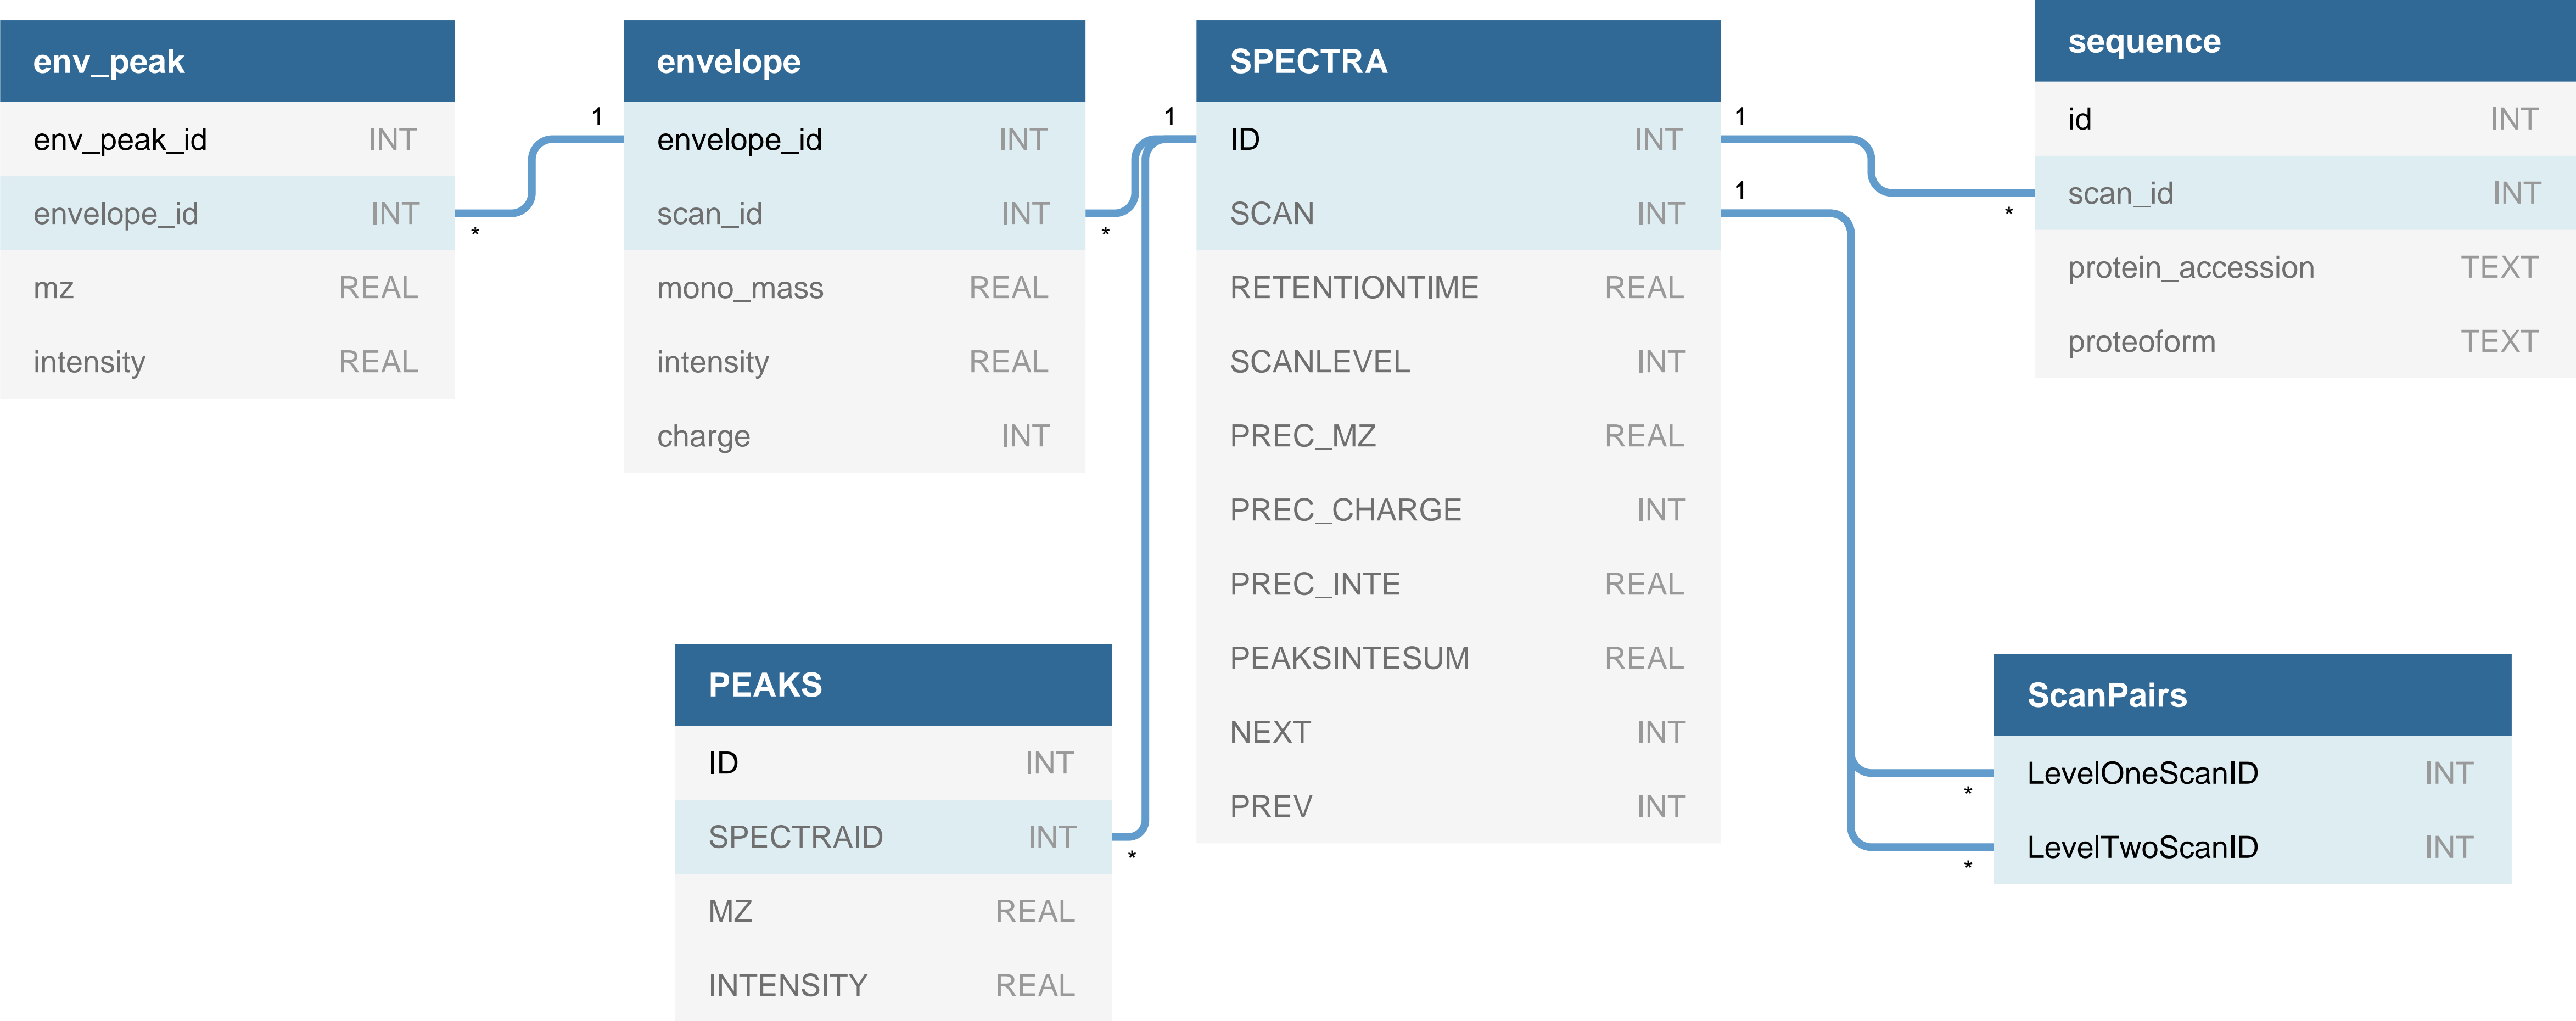 env_peak
env_peak_id INT
envelope_id INT
mz REAL
intensity REAL
1
*
envelope
envelope_id INT
scan_id INT
mono_mass REAL
intensity REAL
charge INT
1
*
SPECTRA
ID INT
SCAN INT
RETENTIONTIME REAL
SCANLEVEL INT
PREC_MZ REAL
PREC_CHARGE INT
PREC_INTE REAL
PEAKSINTESUM REAL
NEXT INT
PREV INT
1
1
*
sequence
id INT
scan_id INT
protein_accession TEXT
proteoform TEXT
PEAKS
ID INT
SPECTRAID INT
MZ REAL
INTENSITY REAL
*
ScanPairs
LevelOneScanID INT
LevelTwoScanID INT
*
*